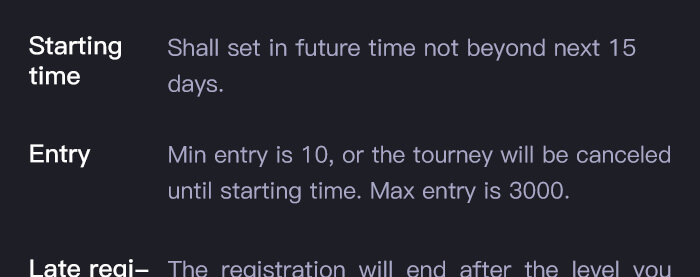 Starting time
Shall set in future time not beyond next 15
days.
Entry
Min entry is 10, or the tourney will be canceled
until starting time. Max entry is 3000.
Late regi-
The registration will end after the level you